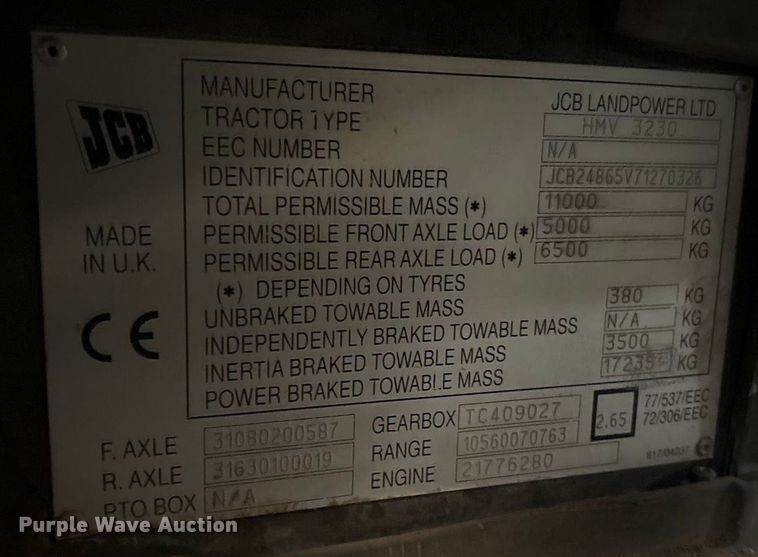 JCB
MANUFACTURER JCB LANDPOWER LTD
TRACTOR TYPE HMV 3230
EEC NUMBER N/A
IDENTIFICATION NUMBER JCB24865V71270326
TOTAL PERMISSIBLE MASS (*) 11000 KG
PERMISSIBLE FRONT AXLE LOAD (*) 5000 KG
PERMISSIBLE REAR AXLE LOAD (*) 6500 KG
(*) DEPENDING ON TYRES
UNBRAKED TOWABLE MASS 380 KG
INDEPENDENTLY BRAKED TOWABLE MASS N/A KG
INERTIA BRAKED TOWABLE MASS 3500 KG
POWER BRAKED TOWABLE MASS KG
MADE
IN U.K.
CE
F. AXLE 31080200587
R. AXLE 31630100019
PTO BOX N/A
GEARBOX TC409027
RANGE 10560070763
ENGINE 21776280
2.65
77/537/EEC
72/306/EEC
Purple Wave Auction